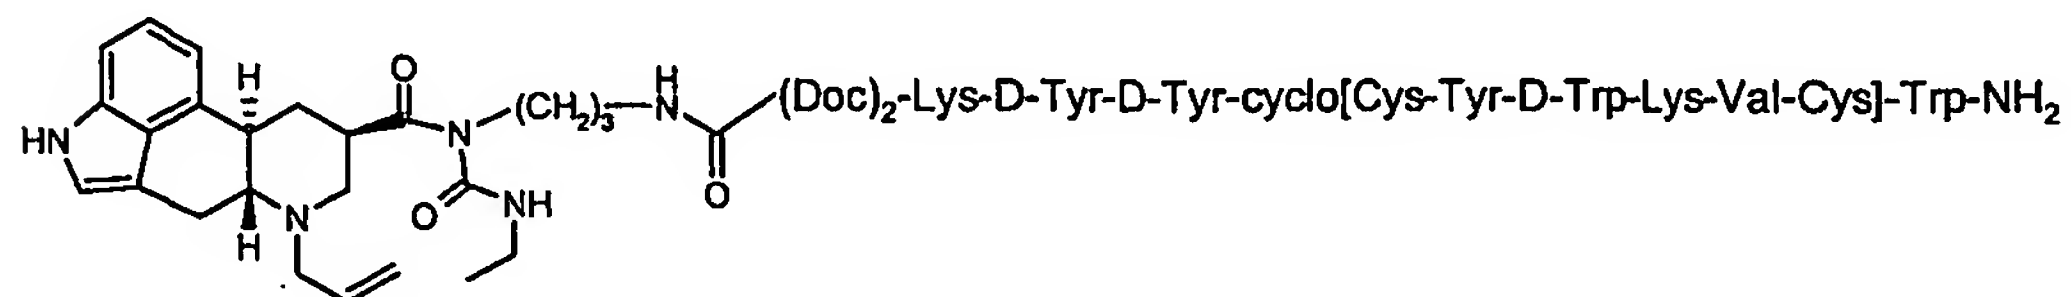 H
O
H
N
(CH₂)₃
N
(Doc)₂-Lys-D-Tyr-D-Tyr-cyclo[Cys-Tyr-D-Trp-Lys-Val-Cys]-Trp-NH₂
HN
O
O
NH
N
H